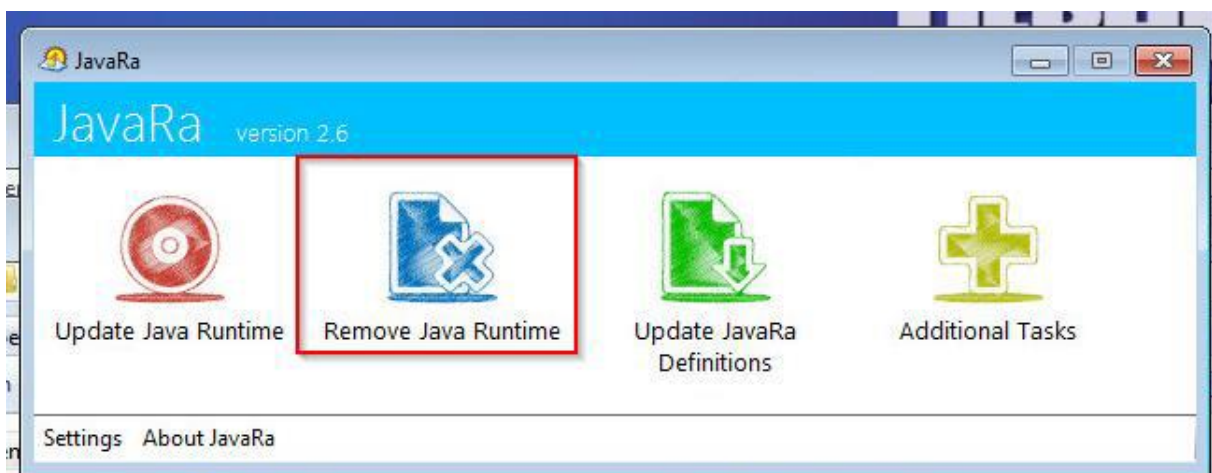 JavaRa
JavaRa version 2.6
Update Java Runtime
Remove Java Runtime
Update JavaRa
Definitions
Additional Tasks
Settings About JavaRa